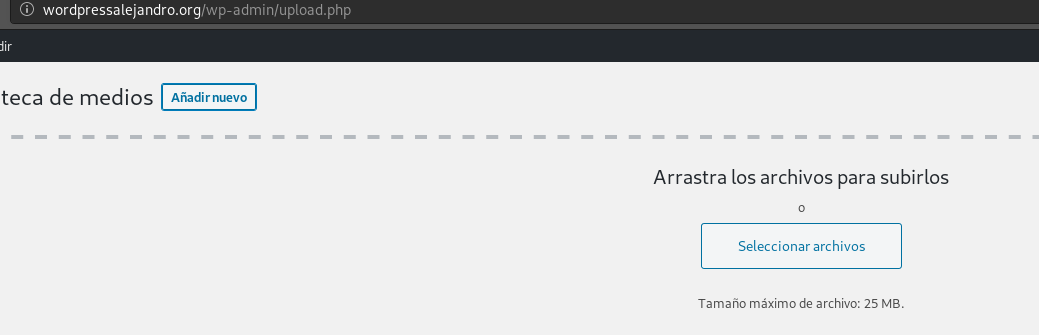 wordpressalejandro.org/wp-admin/upload.php
dir
teca de medios Añadir nuevo
Arrastra los archivos para subirlos
o
Seleccionar archivos
Tamaño máximo de archivo: 25 MB.